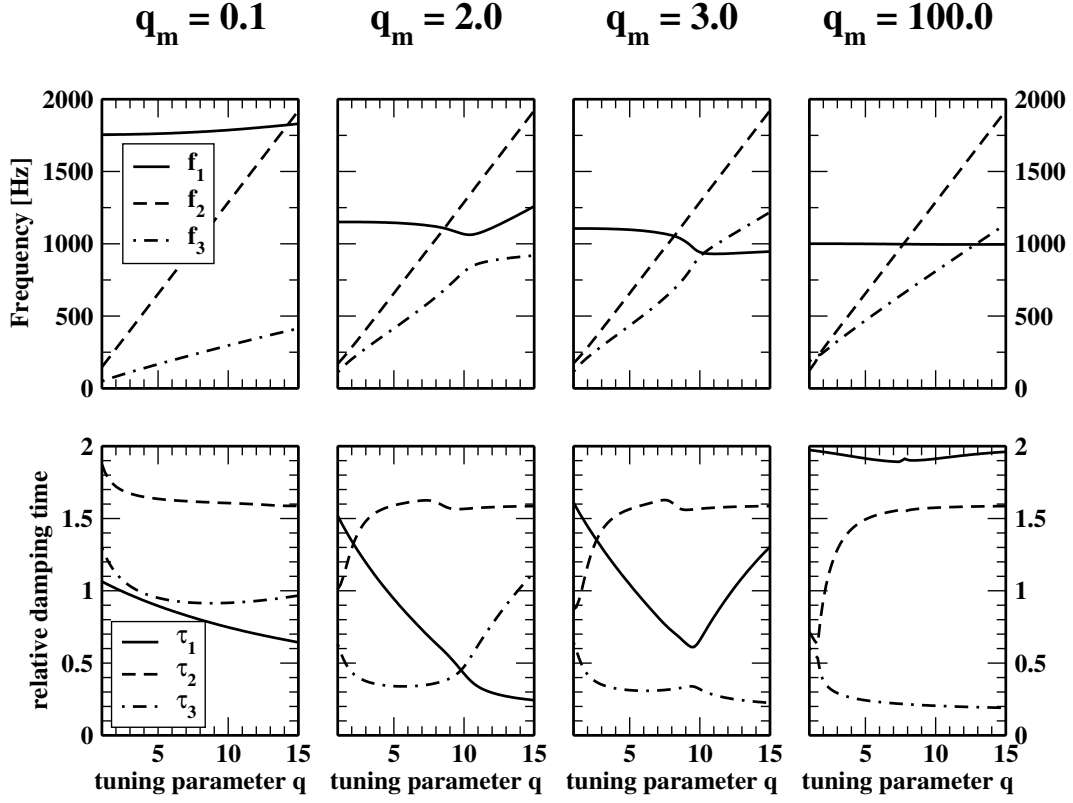 q_m = 0.1 q_m = 2.0 q_m = 3.0 q_m = 100.0
2000 2000
1500 1500
1000 1000
500 500
0 0
Frequency [Hz]
f_1
f_2
f_3
2 2
1.5 1.5
1 1
0.5 0.5
0 0
relative damping time
τ_1
τ_2
τ_3
5 10 15 5 10 15 5 10 15 5 10 15
tuning parameter q tuning parameter q tuning parameter q tuning parameter q